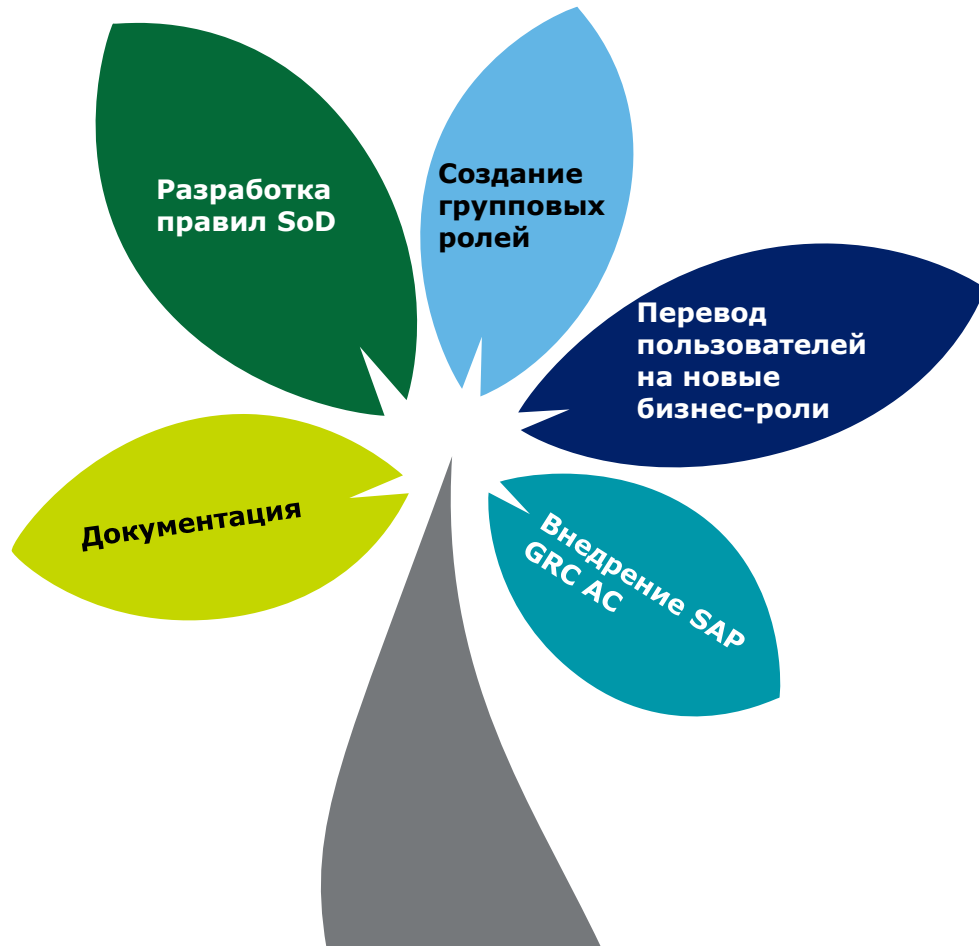 Разработка
правил SoD
Создание
групповых
ролей
Перевод
пользователей
на новые
бизнес-роли
Документация
Внедрение SAP
GRC AC